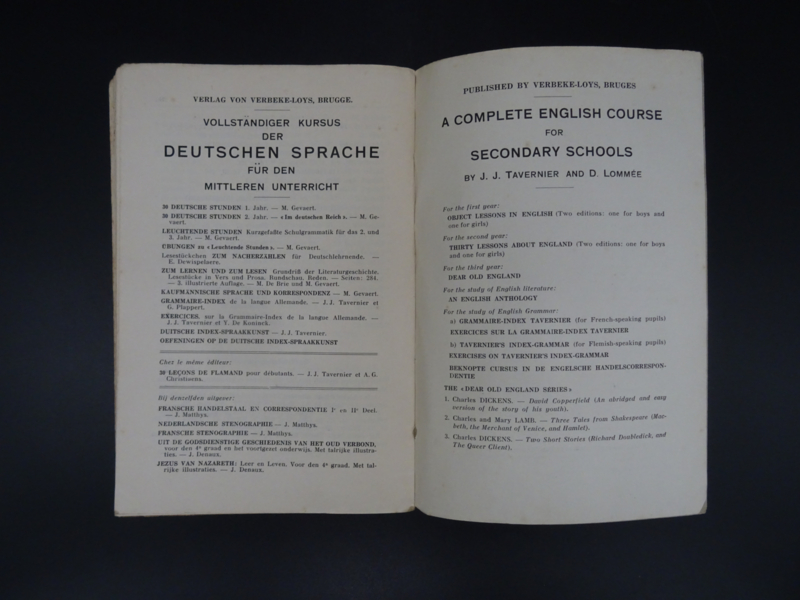 VERLAG VON VERBEKE-LOYS, BRUGGE.
VOLLSTÄNDIGER KURSUS
DER
DEUTSCHEN SPRACHE
FÜR DEN
MITTLEREN UNTERRICHT
30 DEUTSCHE STUNDEN 1. Jahr. — M. Gevaert.
30 DEUTSCHE STUNDEN 2. Jahr. — «Im deutschen Reich». — M. Gevaert.
LEUCHTENDE STUNDEN Kurzgefaßte Schulgrammatik für das 2. und
3. Jahr. — M. Gevaert.
ÜBUNGEN zu «Leuchtende Stunden». — M. Gevaert.
Lesestückchen ZUM NACHERZÄHLEN für Deutschlehrnende. —
E. Dewispelaere.
ZUM LERNEN UND ZUM LESEN Grundriß der Literaturgeschichte.
Lesestücke in Vers und Prosa. Rundschau. Reden. — Seiten: 284.
— 3. illustrierte Auflage. — M. De Brie und M. Gevaert.
KAUFMÄNNISCHE SPRACHE UND KORRESPONDENZ — M. Gevaert.
GRAMMAIRE-INDEX de la langue Allemande. — J. J. Tavernier et
G. Plappert.
EXERCICES, sur la Grammaire-Index de la langue Allemande. —
J. J. Tavernier et Y. De Koninck.
DUITSCHE INDEX-SPRAAKKUNST — J. J. Tavernier.
OEFENINGEN OP DE DUITSCHE INDEX-SPRAAKKUNST
Chez le même éditeur:
30 LEÇONS DE FLAMAND pour débutants. — J. J. Tavernier et A. G.
Christiaens.
Bij denzelfden uitgever:
FRANSCHE HANDELSTAAL EN CORRESPONDENTIE Iᵉ en IIᵉ Deel.
— J. Matthys.
NEDERLANDSCHE STENOGRAPHIE — J. Matthys.
FRANSCHE STENOGRAPHIE — J. Matthys.
UIT DE GODSDIENSTIGE GESCHIEDENIS VAN HET OUD VERBOND,
voor den 4ᵉ graad en het voortgezet onderwijs. Met talrijke illustraties. — J. Denaux.
JEZUS VAN NAZARETH: Leer en Leven. Voor den 4ᵉ graad. Met talrijke illustraties. — J. Denaux.
PUBLISHED BY VERBEKE-LOYS, BRUGES
A COMPLETE ENGLISH COURSE
FOR
SECONDARY SCHOOLS
BY J. J. TAVERNIER AND D. LOMMÉE
For the first year:
OBJECT LESSONS IN ENGLISH (Two editions: one for boys and
one for girls)
For the second year:
THIRTY LESSONS ABOUT ENGLAND (Two editions: one for boys
and one for girls)
For the third year:
DEAR OLD ENGLAND
For the study of English literature:
AN ENGLISH ANTHOLOGY
For the study of English Grammar:
a) GRAMMAIRE-INDEX TAVERNIER (for French-speaking pupils)
EXERCICES SUR LA GRAMMAIRE-INDEX TAVERNIER
b) TAVERNIER'S INDEX-GRAMMAR (for Flemish-speaking pupils)
EXERCISES ON TAVERNIER'S INDEX-GRAMMAR
BEKNOPTE CURSUS IN DE ENGELSCHE HANDELSCORRESPONDENTIE
THE «DEAR OLD ENGLAND SERIES»
1. Charles DICKENS. — David Copperfield (An abridged and easy
version of the story of his youth).
2. Charles and Mary LAMB. — Three Tales from Shakespeare (Macbeth, the Merchant of Venice, and Hamlet).
3. Charles DICKENS. — Two Short Stories (Richard Doubledick, and
The Queer Client).